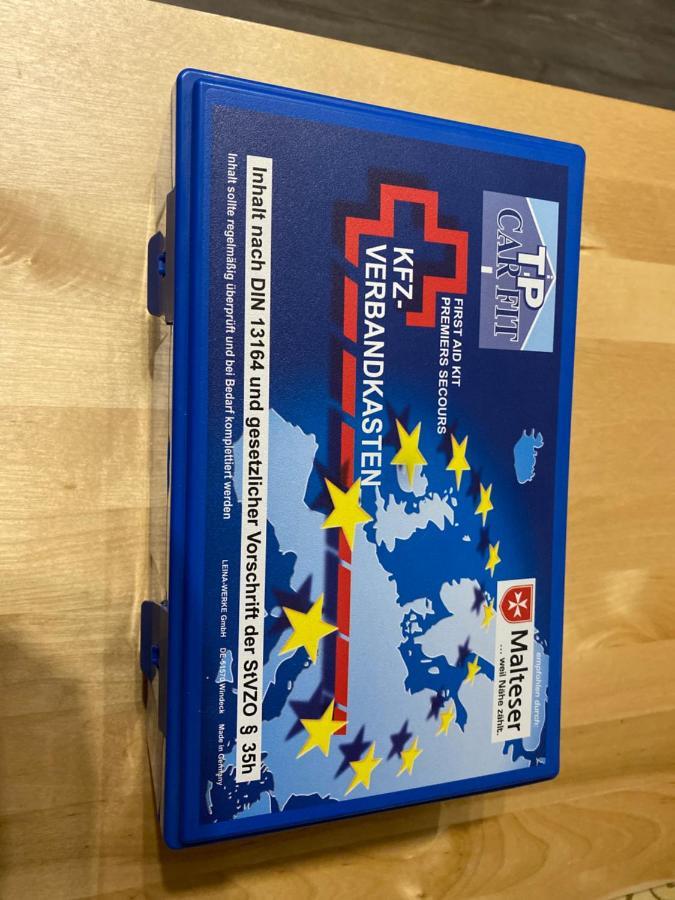 T.P
CAR FIT
FIRST AID KIT
PREMIERS SECOURS
KFZ-
VERBANDKASTEN
empfohlen durch:
Malteser
... weil Nähe zählt.
Inhalt nach DIN 13164 und gesetzlicher Vorschrift der StVZO § 35h
Inhalt sollte regelmäßig überprüft und bei Bedarf komplettiert werden
LEINA-WERKE GmbH DE-51570 Windeck Made in Germany